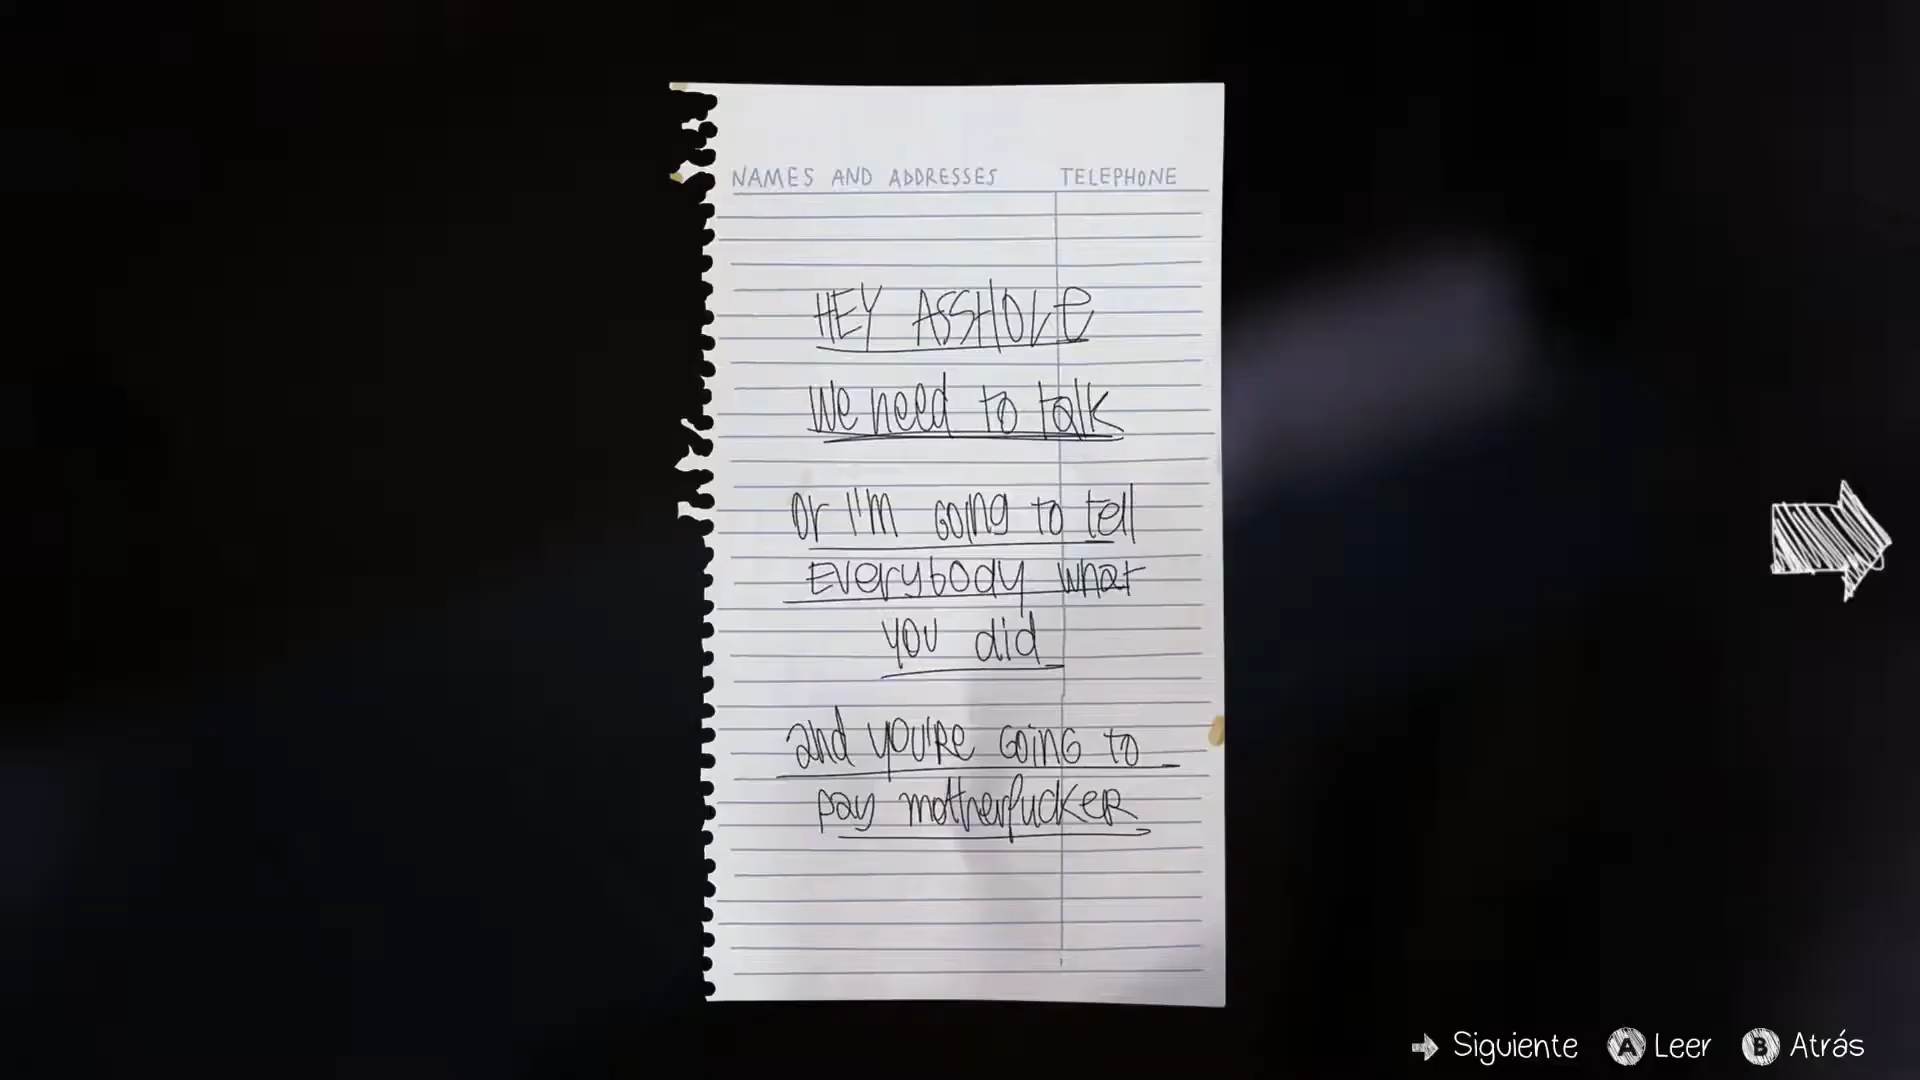 NAMES AND ADDRESSES TELEPHONE
HEY ASSHOLE
We need to talk
Or I'm GOING to tell
Everybody what
you did
and you're GOING to
pay motherfucker
Siguiente A Leer B Atrás